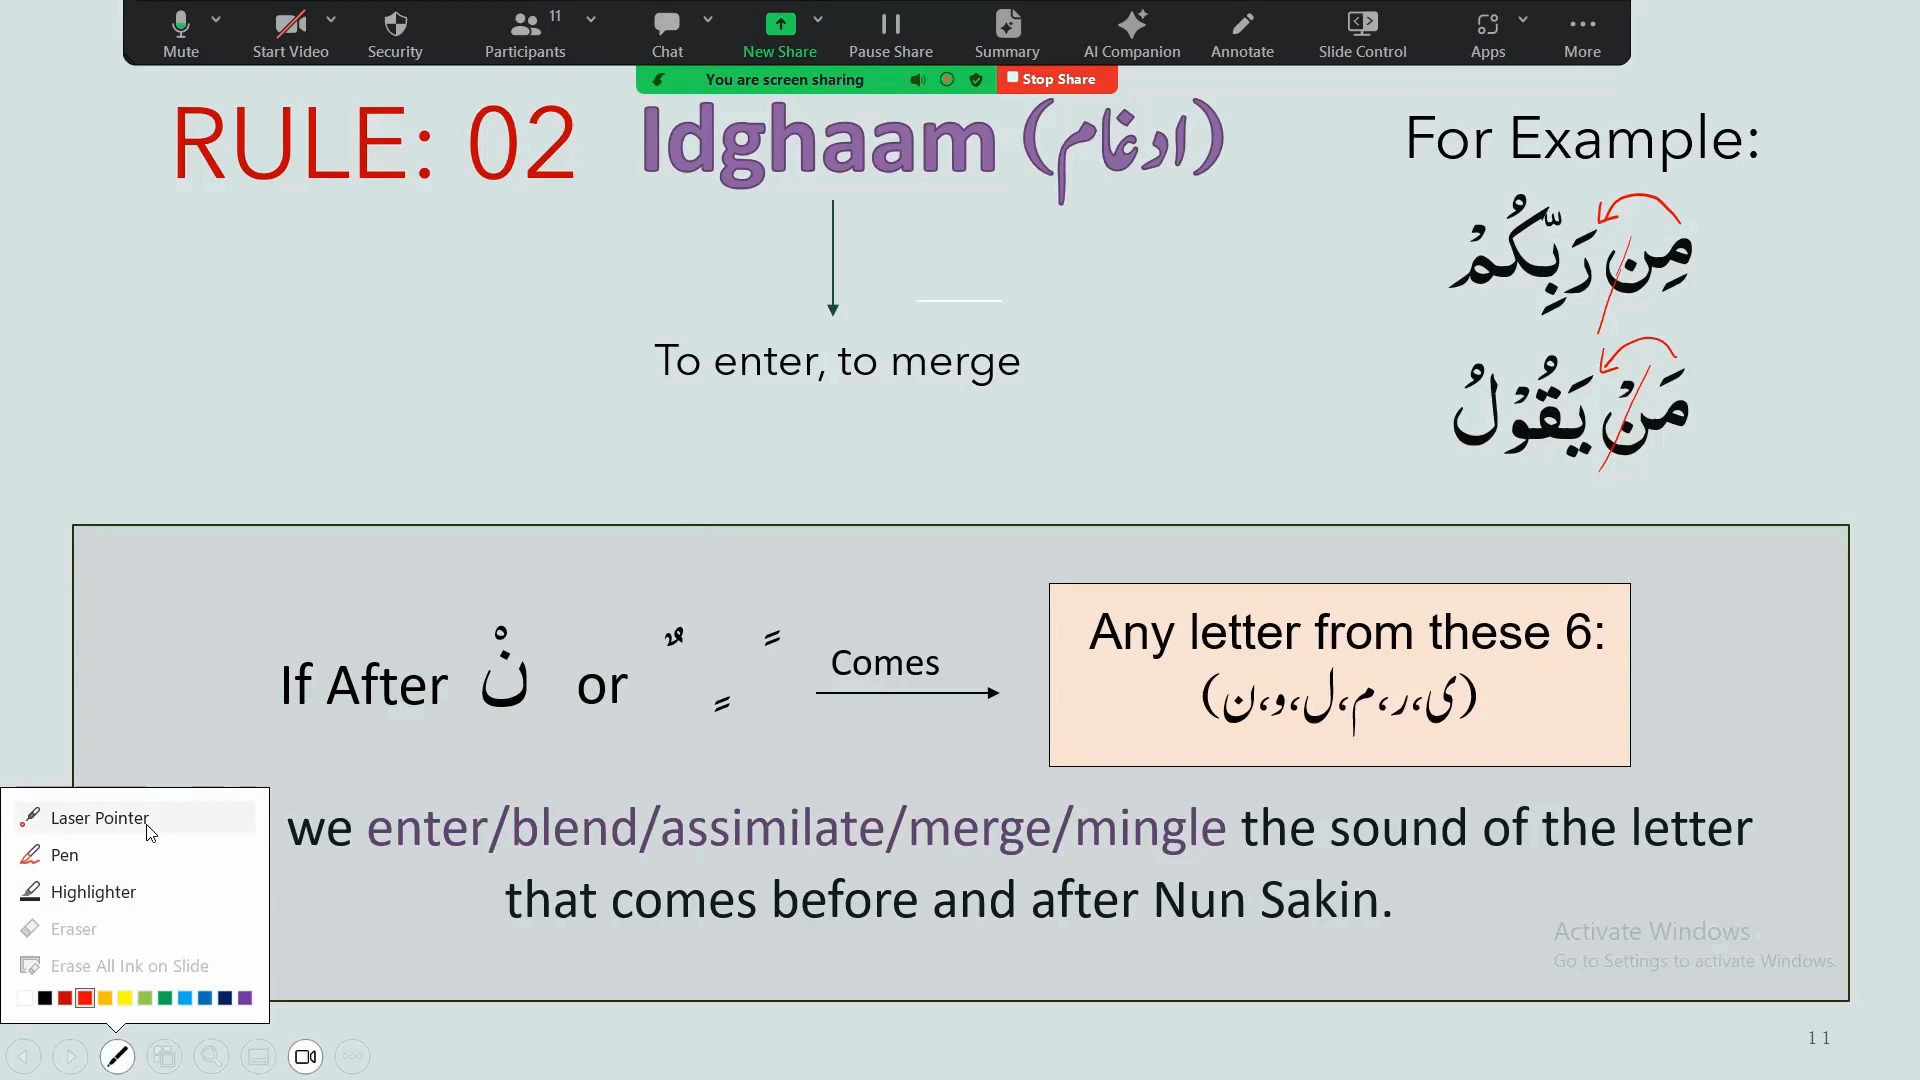 Mute
Start Video
Security
Participants
11
Chat
New Share
Pause Share
Summary
AI Companion
Annotate
Slide Control
Apps
More
You are screen sharing
Stop Share
RULE: 02
Idghaam (ادغام)
For Example:
مِن رَبِّكُمْ
To enter, to merge
مَنْ يَقُوْلُ
If After نْ or ٌ ً ٍ
Comes
Any letter from these 6:
(ی،ر،م،ل،و،ن)
we enter/blend/assimilate/merge/mingle the sound of the letter
that comes before and after Nun Sakin.
Laser Pointer
Pen
Highlighter
Eraser
Erase All Ink on Slide
Activate Windows
Go to Settings to activate Windows.
11